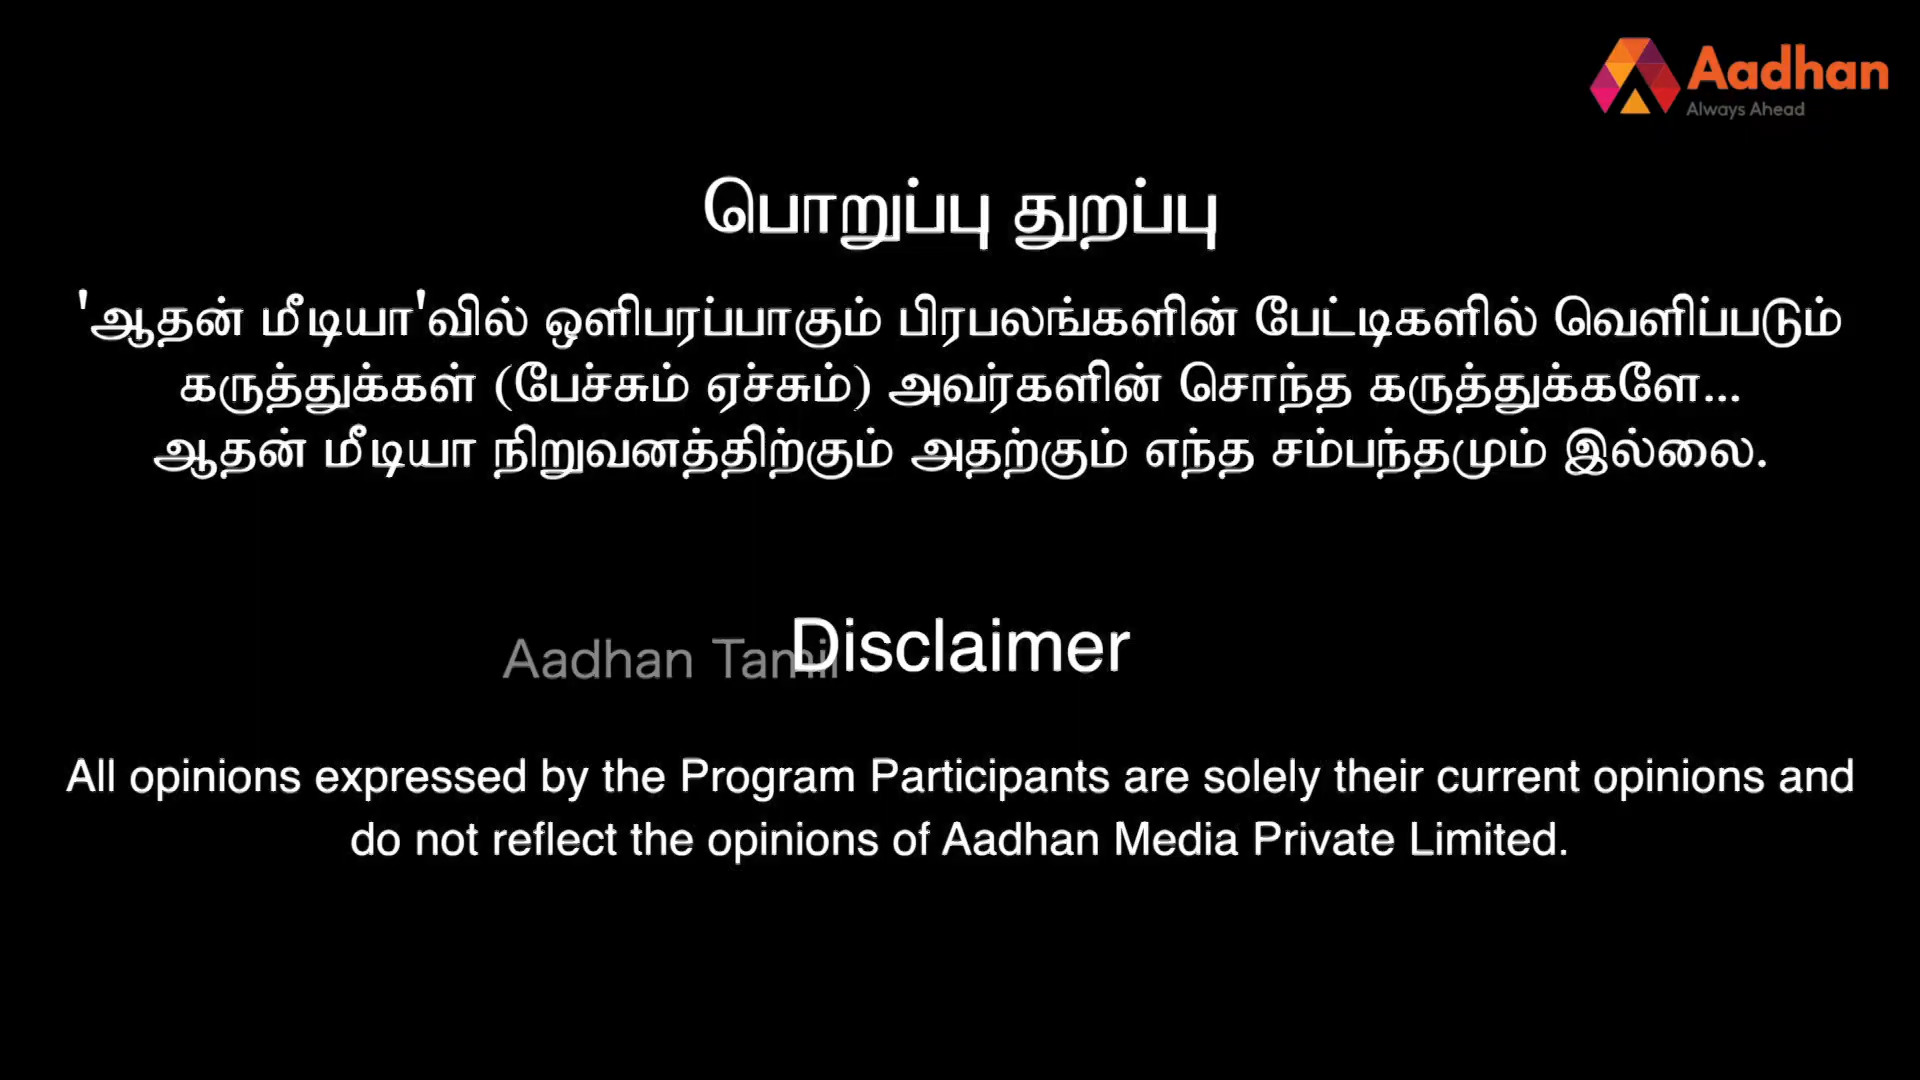 Aadhan
Always Ahead
பொறுப்பு துறப்பு
'ஆதன் மீடியா'வில் ஒளிபரப்பாகும் பிரபலங்களின் பேட்டிகளில் வெளிப்படும்
கருத்துக்கள் (பேச்சும் ஏச்சும்) அவர்களின் சொந்த கருத்துக்களே...
ஆதன் மீடியா நிறுவனத்திற்கும் அதற்கும் எந்த சம்பந்தமும் இல்லை.
Disclaimer
Aadhan Tamil
All opinions expressed by the Program Participants are solely their current opinions and
do not reflect the opinions of Aadhan Media Private Limited.